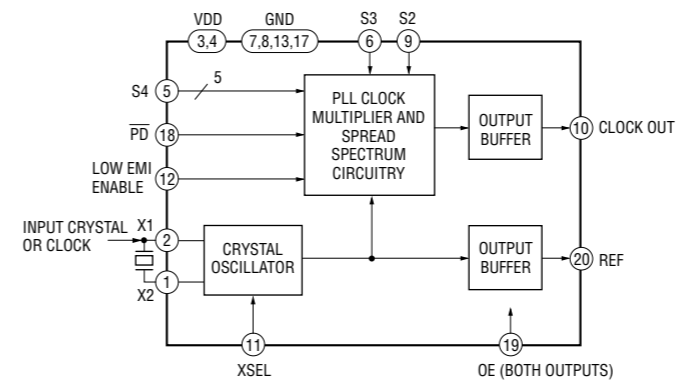 VDD
GND
S3
S2
3,4
7,8,13,17
6
9
S4
5
5
PLL CLOCK
MULTIPLIER AND
SPREAD
SPECTRUM
CIRCUITRY
OUTPUT
BUFFER
10
CLOCK OUT
PD
18
LOW EMI
ENABLE
12
INPUT CRYSTAL
OR CLOCK
X1
2
CRYSTAL
OSCILLATOR
OUTPUT
BUFFER
20
REF
1
X2
11
19
XSEL
OE (BOTH OUTPUTS)